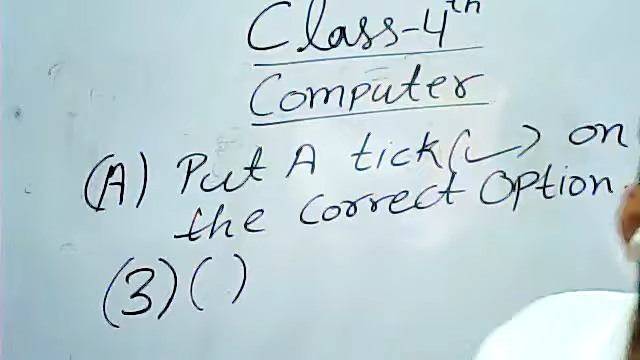 Class-4th
Computer
(A) Put A tick (✓) on
the Correct Option.
(3) ( )